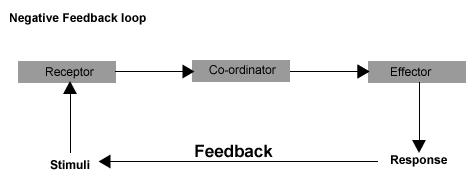 Negative Feedback loop
Receptor
Co-ordinator
Effector
Feedback
Stimuli
Response